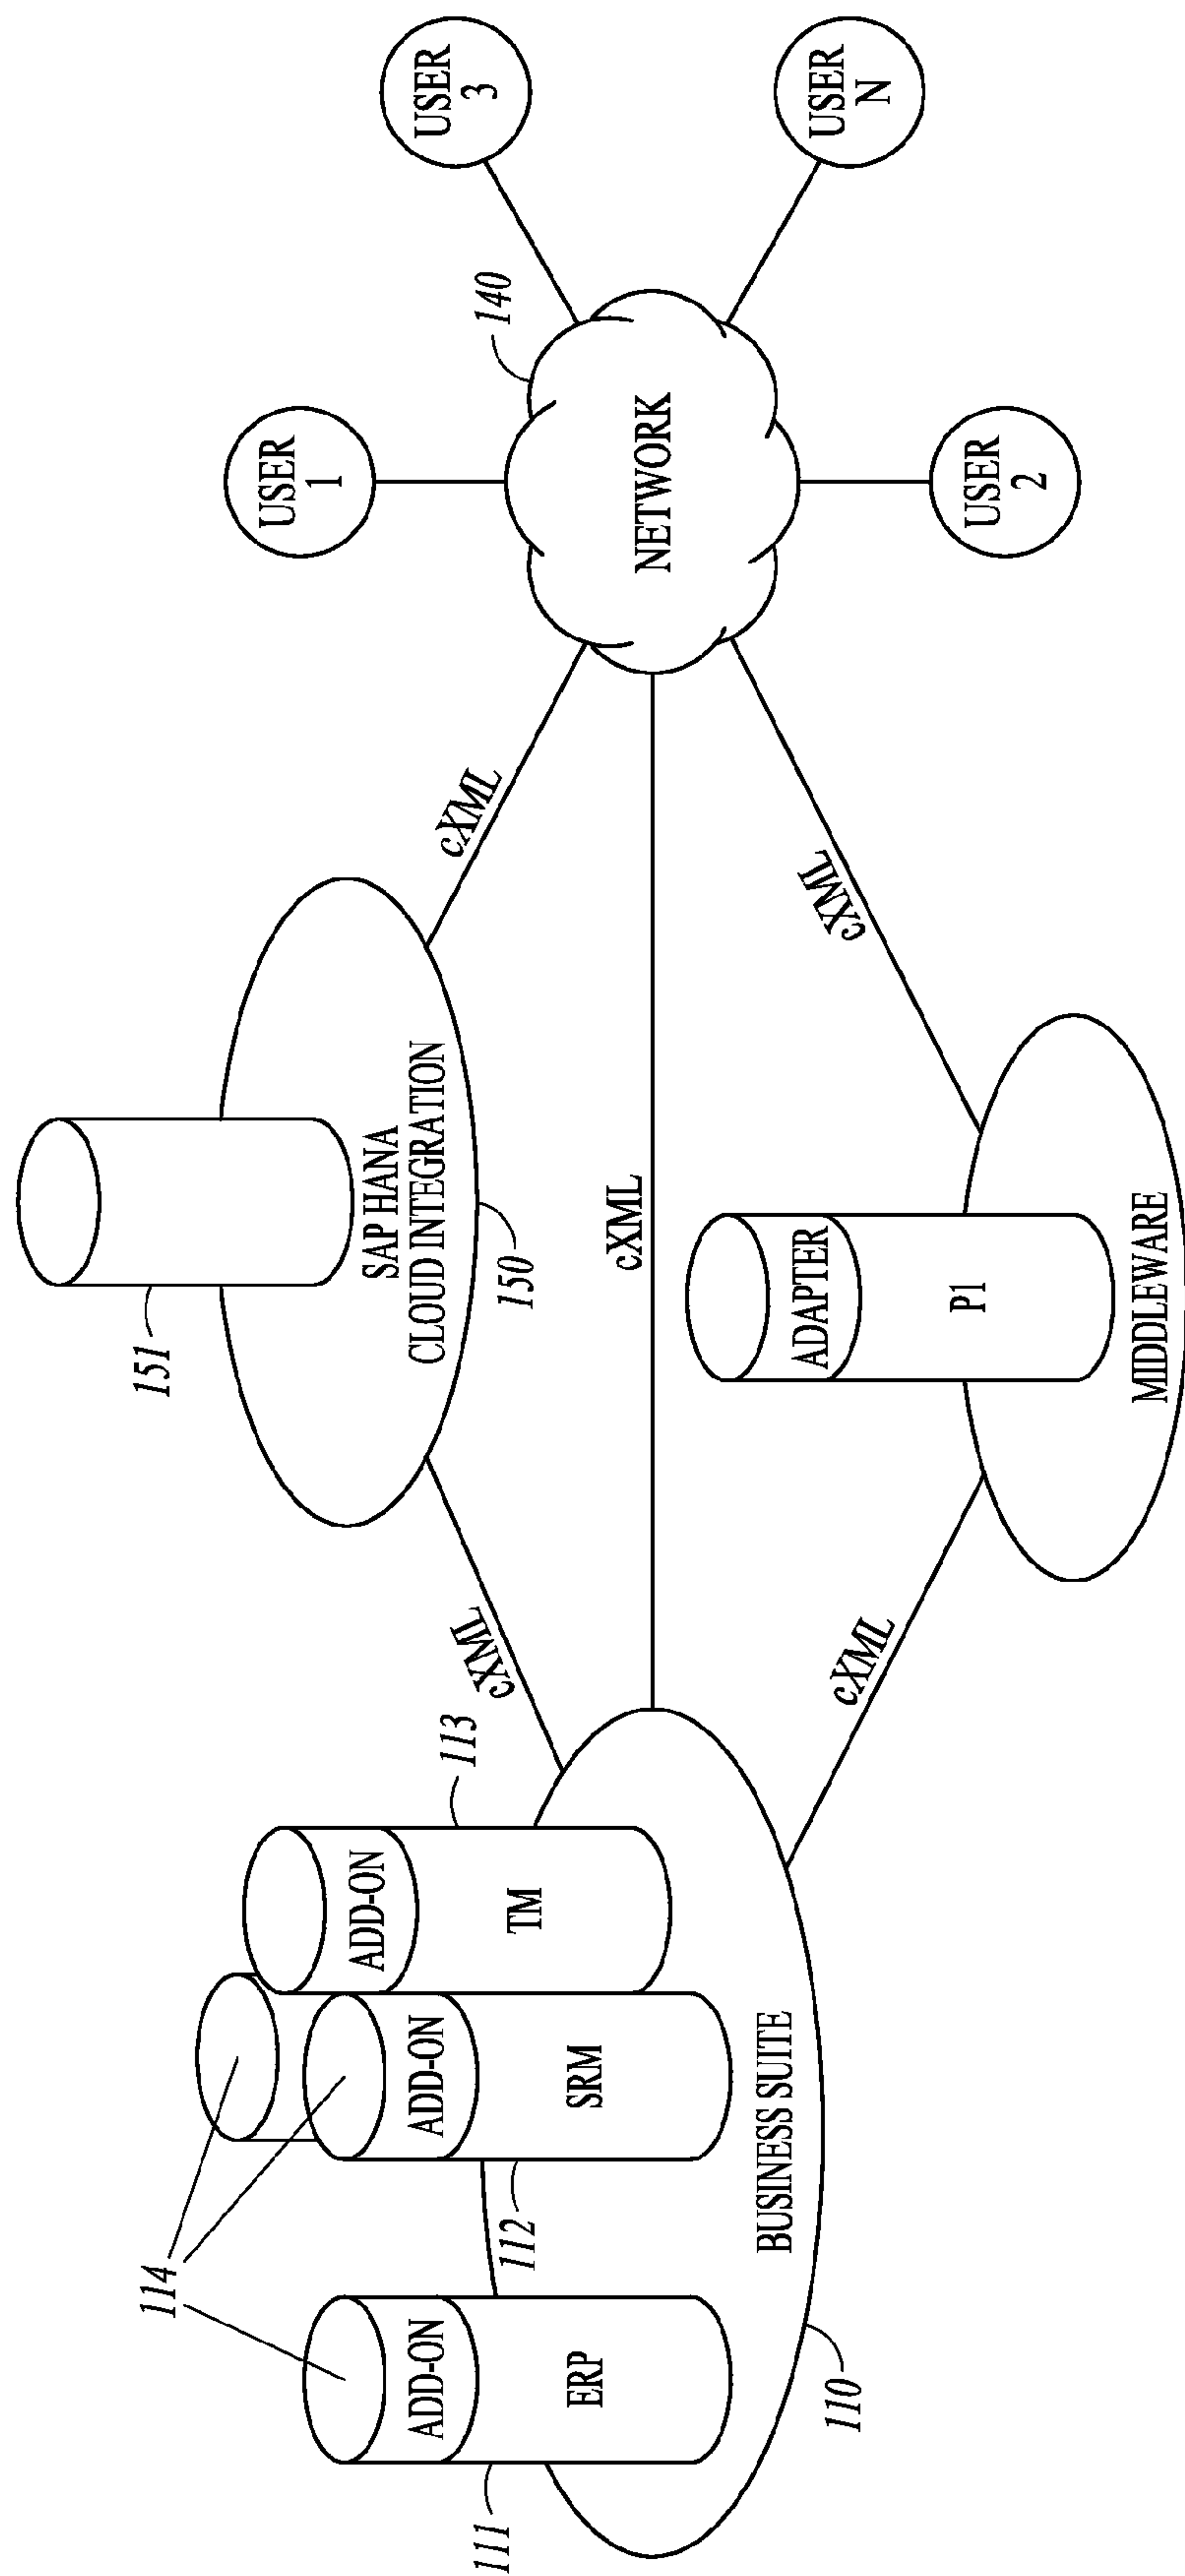 114
111
ADD-ON
ERP
112
ADD-ON
SRM
113
ADD-ON
TM
BUSINESS SUITE
110
cXML
cXML
cXML
151
SAP HANA
CLOUD INTEGRATION
150
ADAPTER
P1
MIDDLEWARE
cXML
cXML
140
NETWORK
USER
1
USER
2
USER
3
USER
N